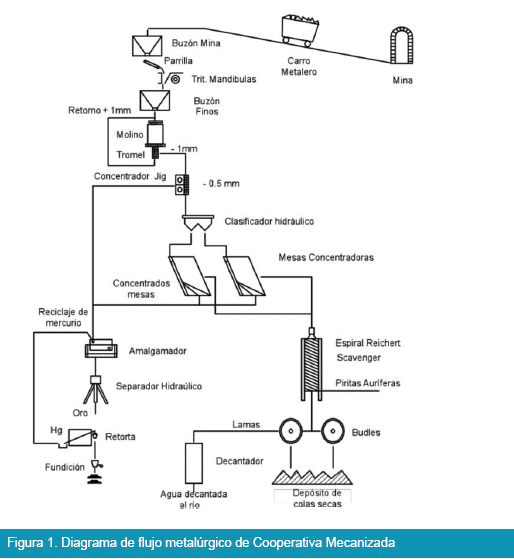 Buzón Mina
Parrilla
Carro
Metalero
Mina
Trit. Mandibulas
Buzón
Finos
Retorno + 1mm
Molino
- 1mm
Tromel
Concentrador Jig
- 0.5 mm
Clasificador hidráulico
Mesas Concentradoras
Concentrados
mesas
Reciclaje de
mercurio
Amalgamador
Espiral Reichert
Scavenger
Separador Hidraúlico
Piritas Auríferas
Oro
Hg
Retorta
Lamas
Budles
Fundición
Decantador
Agua decantada
al río
Depósito de
colas secas
Figura 1. Diagrama de flujo metalúrgico de Cooperativa Mecanizada